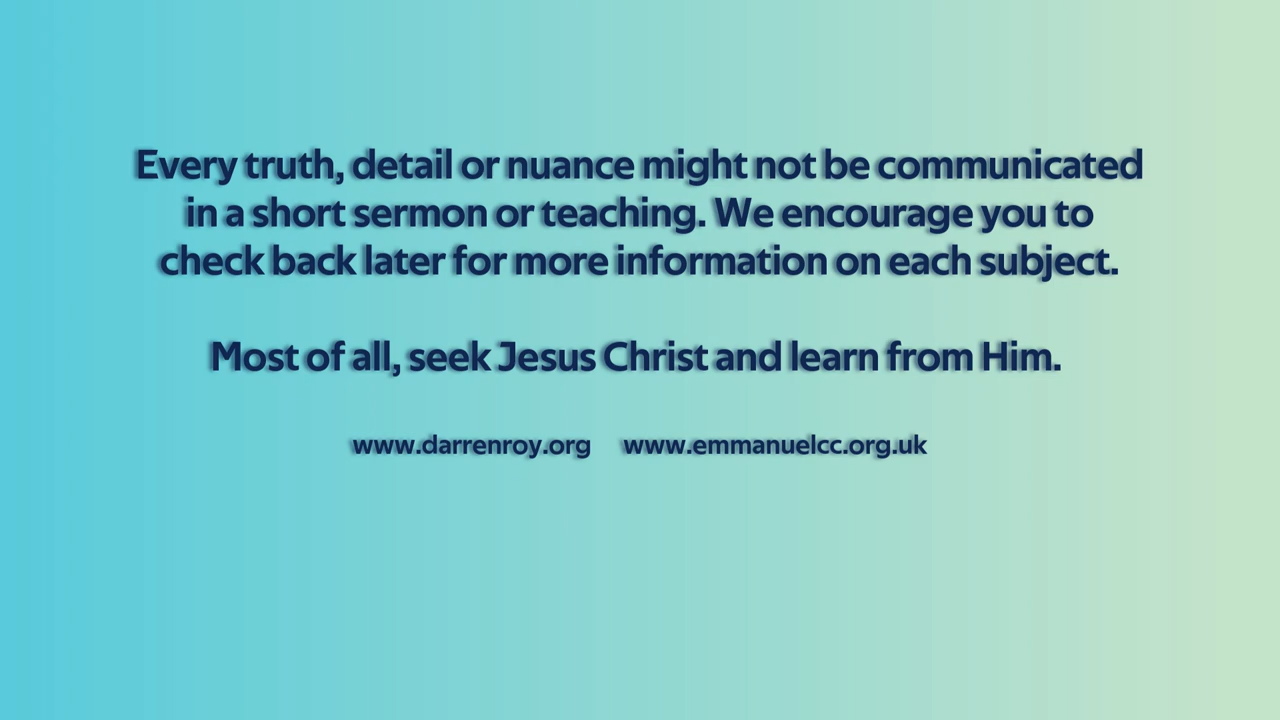 Every truth, detail or nuance might not be communicated
in a short sermon or teaching. We encourage you to
check back later for more information on each subject.
Most of all, seek Jesus Christ and learn from Him.
www.darrenroy.org www.emmanuelcc.org.uk